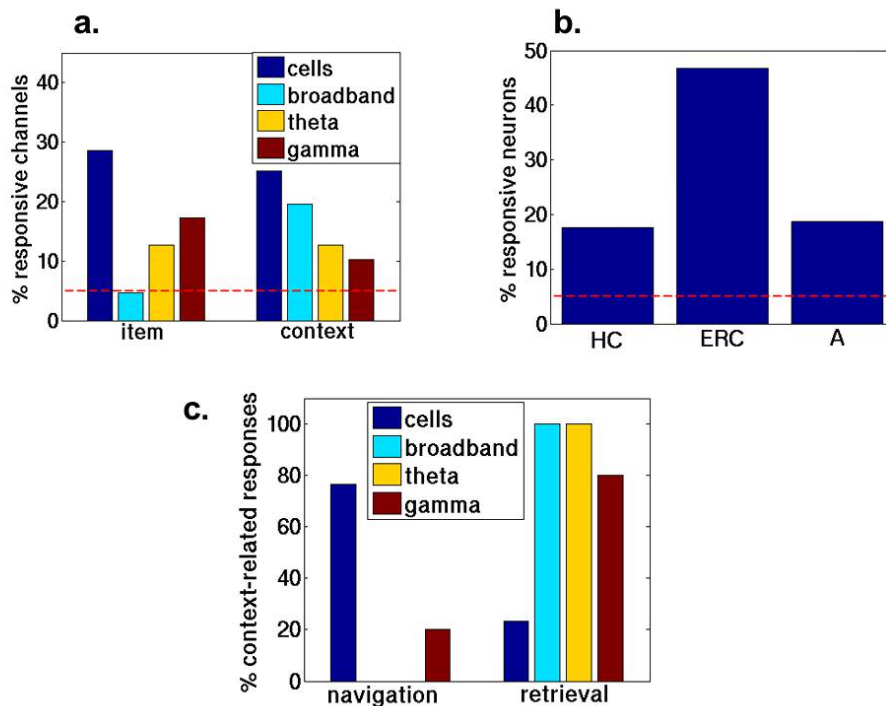 a.
% responsive channels
40
30
20
10
0
cells
broadband
theta
gamma
item
context
b.
% responsive neurons
50
40
30
20
10
0
HC
ERC
A
c.
% context-related responses
100
80
60
40
20
0
cells
broadband
theta
gamma
navigation
retrieval